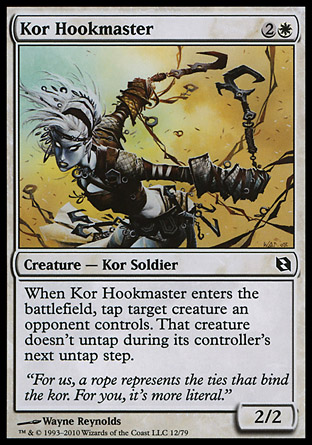 Kor Hookmaster 2
Creature — Kor Soldier
When Kor Hookmaster enters the
battlefield, tap target creature an
opponent controls. That creature
doesn't untap during its controller's
next untap step.
"For us, a rope represents the ties that bind
the kor. For you, it's more literal."
Wayne Reynolds
™ & © 1993–2010 Wizards of the Coast LLC 12/79
2/2